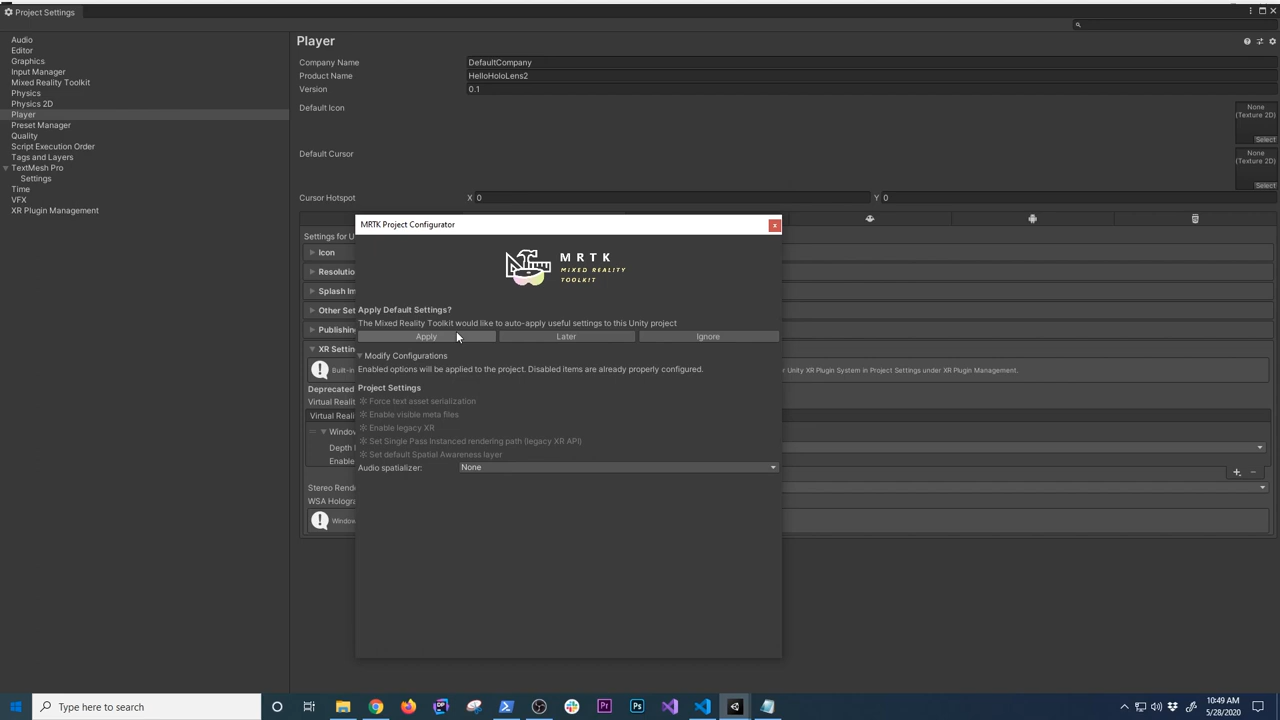 Project Settings
Audio
Editor
Graphics
Input Manager
Mixed Reality Toolkit
Physics
Physics 2D
Player
Preset Manager
Quality
Script Execution Order
Tags and Layers
TextMesh Pro
Settings
Time
VFX
XR Plugin Management
Player
Company Name DefaultCompany
Product Name HelloHoloLens2
Version 0.1
Default Icon
None
(Texture 2D)
Select
Default Cursor
None
(Texture 2D)
Select
Cursor Hotspot X 0 Y 0
Settings for U
Icon
Resolutio
Splash Im
Other Set
Publishing
XR Settin
Built-in
r Unity XR Plugin System in Project Settings under XR Plugin Management.
Deprecated
Virtual Realit
Virtual Reali
Window
Depth
Enable
Stereo Rende
WSA Hologra
Window
MRTK Project Configurator
x
MRTK
MIXED REALITY
TOOLKIT
Apply Default Settings?
The Mixed Reality Toolkit would like to auto-apply useful settings to this Unity project
Apply Later Ignore
Modify Configurations
Enabled options will be applied to the project. Disabled items are already properly configured.
Project Settings
Force text asset serialization
Enable visible meta files
Enable legacy XR
Set Single Pass Instanced rendering path (legacy XR API)
Set default Spatial Awareness layer
Audio spatializer: None
Type here to search
10:49 AM
5/28/2020